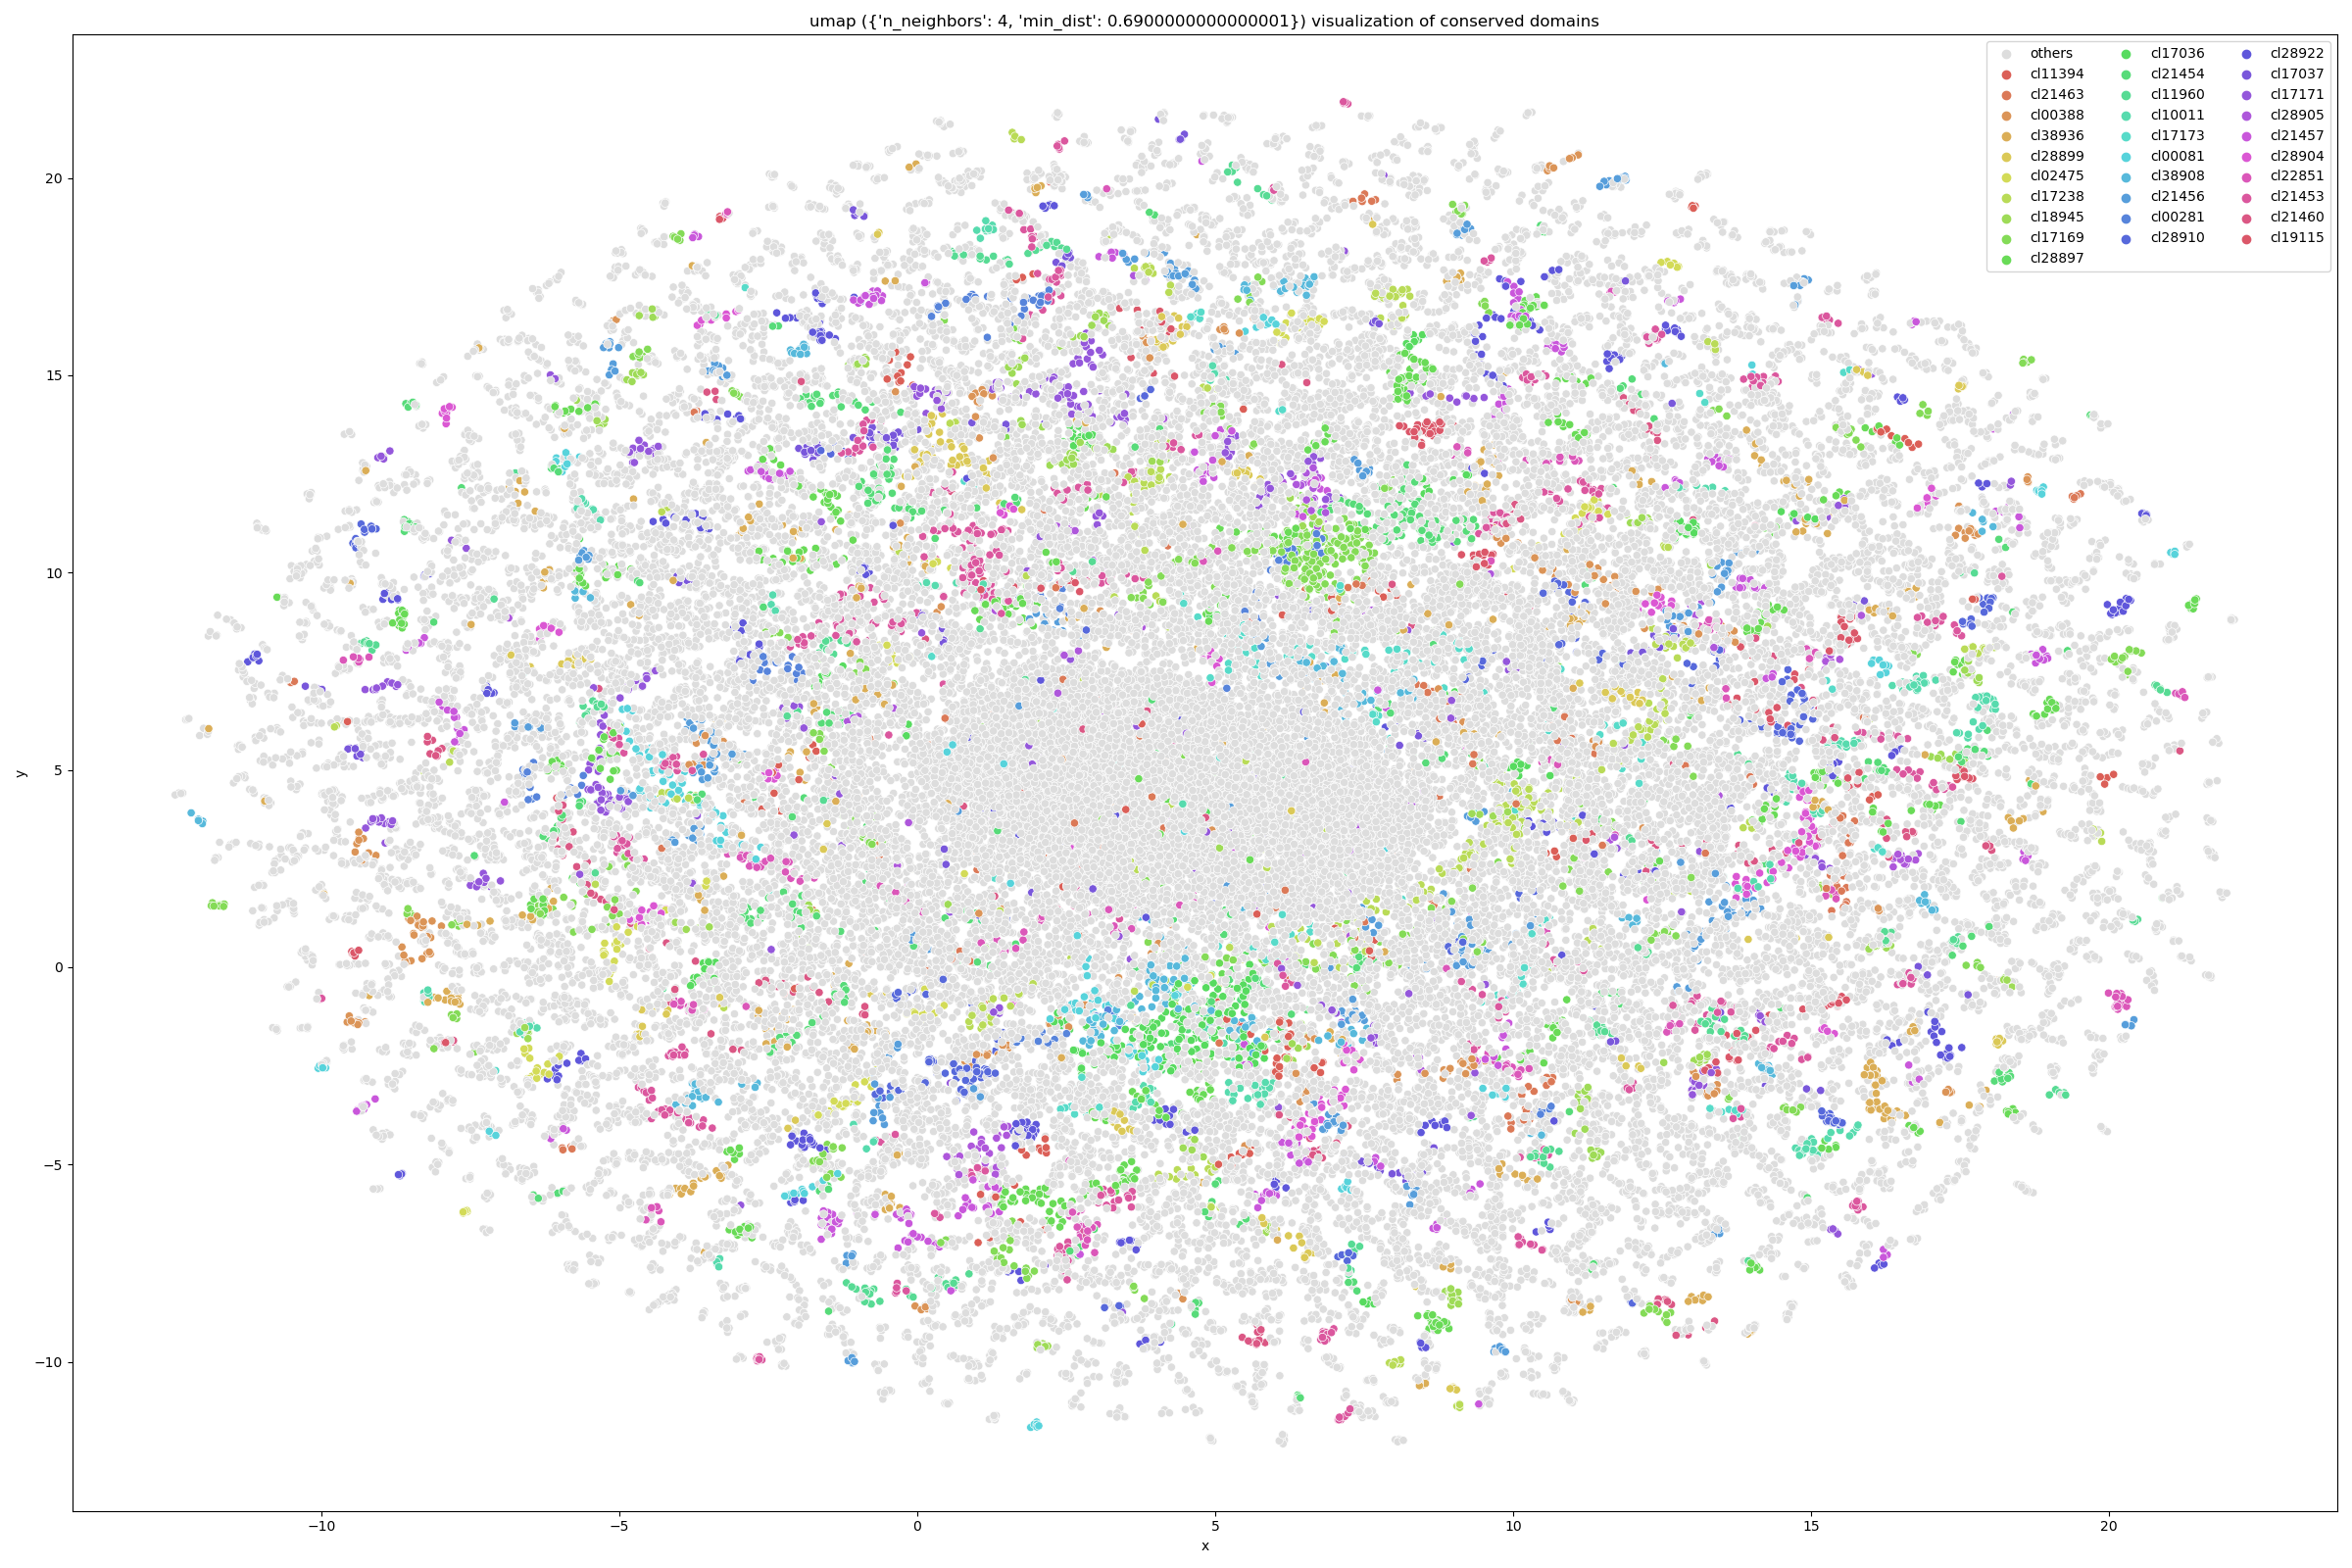 umap ({'n_neighbors': 4, 'min_dist': 0.6900000000000001}) visualization of conserved domains
others
cl11394
cl21463
cl00388
cl38936
cl28899
cl02475
cl17238
cl18945
cl17169
cl28897
cl17036
cl21454
cl11960
cl10011
cl17173
cl00081
cl38908
cl21456
cl00281
cl28910
cl28922
cl17037
cl17171
cl28905
cl21457
cl28904
cl22851
cl21453
cl21460
cl19115
20
15
10
5
0
−5
−10
y
−10 −5 0 5 10 15 20
x